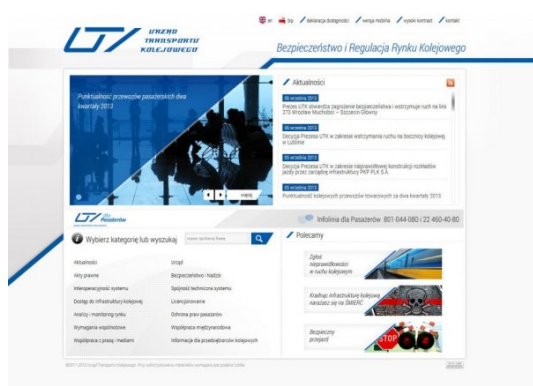 URZĄD
TRANSPORTU
KOLEJOWEGO
en bip deklaracja dostępności wersja mobilna wysoki kontrast kontakt
Bezpieczeństwo i Regulacja Rynku Kolejowego
Punktualność przewozów pasażerskich dwa
kwartały 2013
więcej
Aktualności
Prezes UTK stwierdza zagrożenie bezpieczeństwa i wstrzymuje ruch na linii
273 Wrocław Muchobór – Szczecin Główny
Decyzja Prezesa UTK w zakresie wstrzymania ruchu na bocznicy kolejowej
w Lublinie
Decyzja Prezesa UTK w zakresie nieprawidłowej konstrukcji rozkładów
jazdy przez zarządcę infrastruktury PKP PLK S.A.
Punktualność kolejowych przewozów towarowych za dwa kwartały 2013
dla Pasażerów
Infolinia dla Pasażerów 801-044-080 i 22 460-40-80
Wybierz kategorię lub wyszukaj
Polecamy
Aktualności
Urząd
Akty prawne
Bezpieczeństwo - Nadzór
Interoperacyjność systemu
Spójność techniczna systemu
Dostęp do infrastruktury kolejowej
Licencjonowanie
Analizy i monitoring rynku
Ochrona praw pasażerów
Wymagania wspólnotowe
Współpraca międzynarodowa
Współpraca z prasą i mediami
Informacje dla przedsiębiorców kolejowych
Zgłoś
nieprawidłowości
w ruchu kolejowym
Kradnąc infrastrukturę kolejową
narażasz się na ŚMIERĆ
Bezpieczny
przejazd
STOP